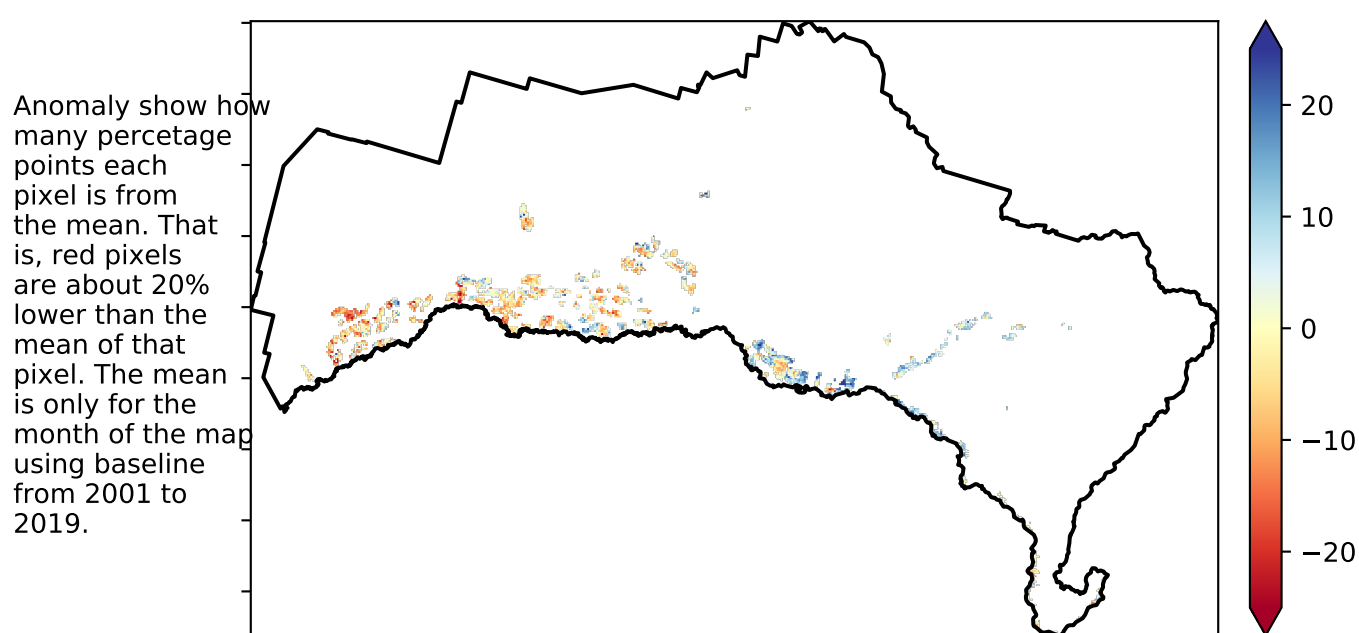 Anomaly show how
many percetage
points each
pixel is from
the mean. That
is, red pixels
are about 20%
lower than the
mean of that
pixel. The mean
is only for the
month of the map
using baseline
from 2001 to
2019.
20
10
0
−10
−20